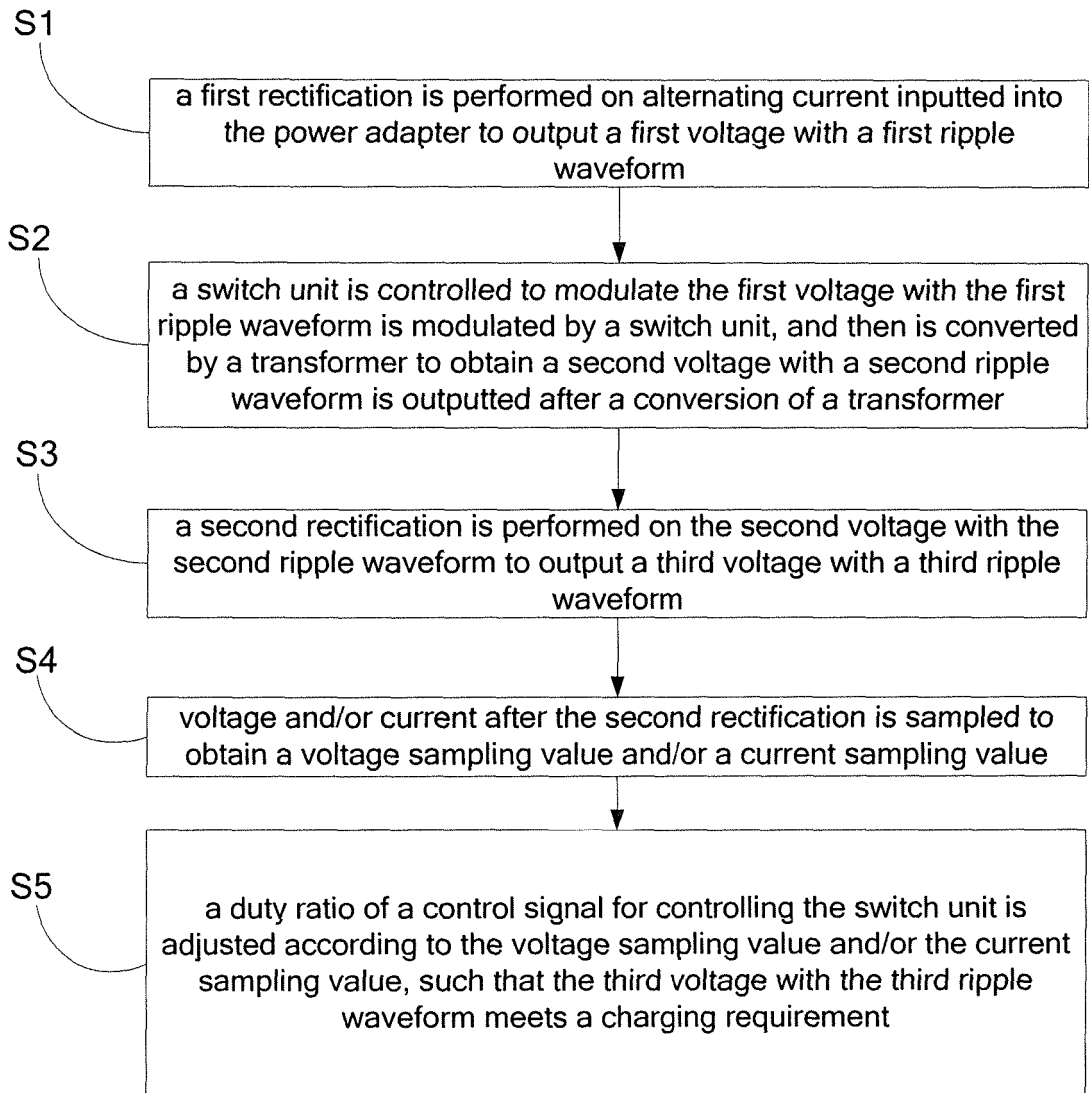 S1
a first rectification is performed on alternating current inputted into
the power adapter to output a first voltage with a first ripple
waveform
S2
a switch unit is controlled to modulate the first voltage with the first
ripple waveform is modulated by a switch unit, and then is converted
by a transformer to obtain a second voltage with a second ripple
waveform is outputted after a conversion of a transformer
S3
a second rectification is performed on the second voltage with the
second ripple waveform to output a third voltage with a third ripple
waveform
S4
voltage and/or current after the second rectification is sampled to
obtain a voltage sampling value and/or a current sampling value
S5
a duty ratio of a control signal for controlling the switch unit is
adjusted according to the voltage sampling value and/or the current
sampling value, such that the third voltage with the third ripple
waveform meets a charging requirement